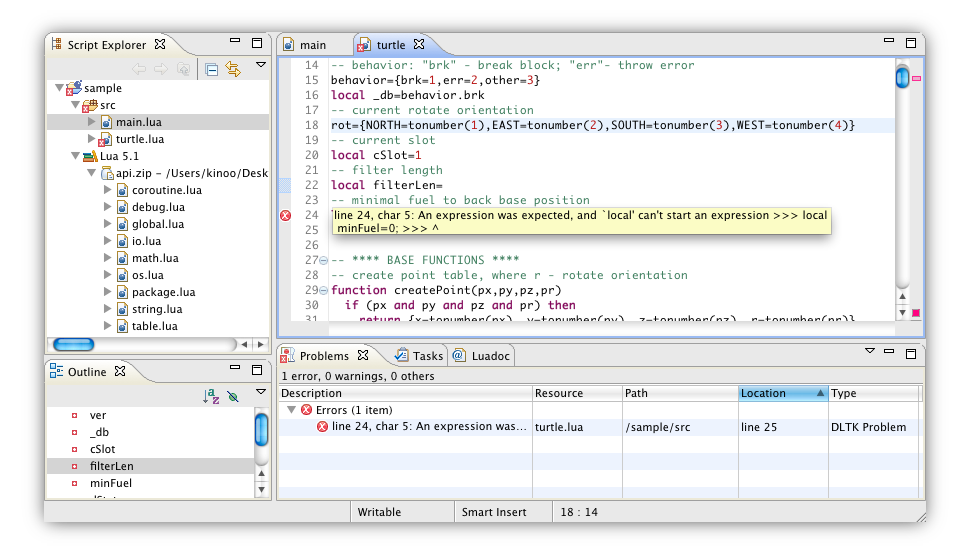 Script Explorer
sample
src
main.lua
turtle.lua
Lua 5.1
api.zip – /Users/kinoo/Desk
coroutine.lua
debug.lua
global.lua
io.lua
math.lua
os.lua
package.lua
string.lua
table.lua
Outline
ver
_db
cSlot
filterLen
minFuel
main
turtle
14 -- behavior: "brk" - break block; "err"- throw error
15 behavior={brk=1,err=2,other=3}
16 local _db=behavior.brk
17 -- current rotate orientation
18 rot={NORTH=tonumber(1),EAST=tonumber(2),SOUTH=tonumber(3),WEST=tonumber(4)}
19 -- current slot
20 local cSlot=1
21 -- filter length
22 local filterLen=
23 -- minimal fuel to back base position
24
line 24, char 5: An expression was expected, and `local' can't start an expression >>> local
25
minFuel=0; >>> ^
26
27 -- **** BASE FUNCTIONS ****
28 -- create point table, where r - rotate orientation
29 function createPoint(px,py,pz,pr)
30 if (px and py and pz and pr) then
31 return {x=tonumber(px), y=tonumber(py), z=tonumber(pz), r=tonumber(pr)}
Problems
Tasks
Luadoc
1 error, 0 warnings, 0 others
Description Resource Path Location Type
Errors (1 item)
line 24, char 5: An expression was... turtle.lua /sample/src line 25 DLTK Problem
Writable Smart Insert 18 : 14